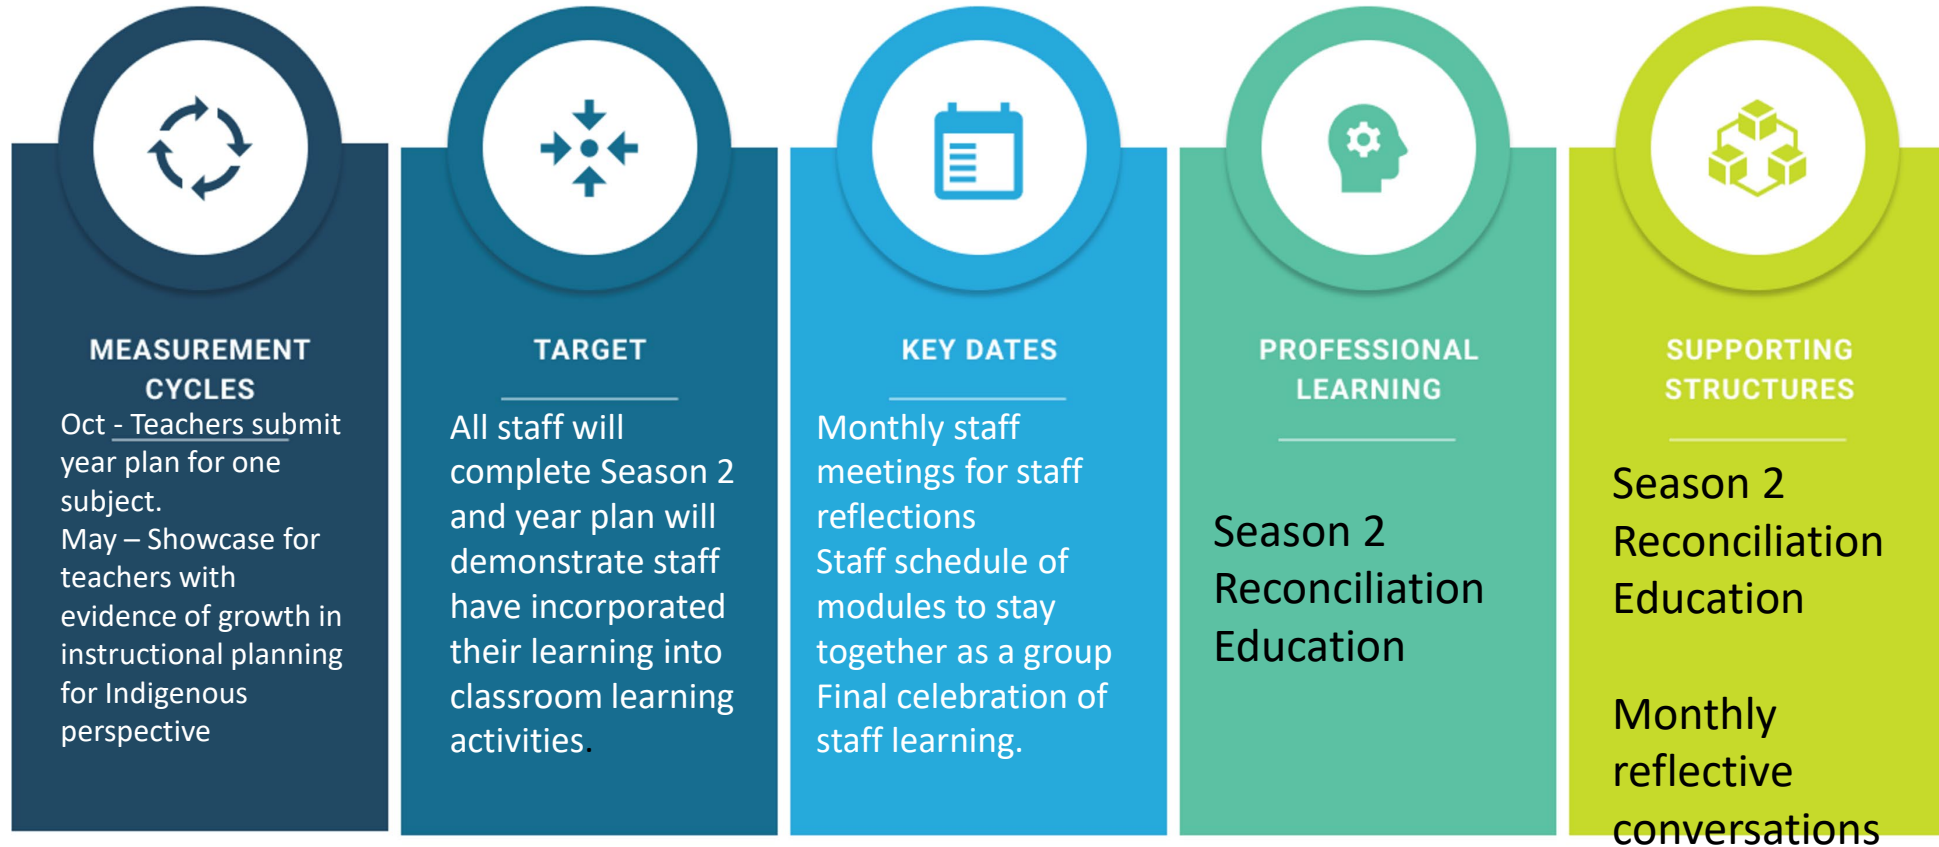 MEASUREMENT
CYCLES
Oct - Teachers submit
year plan for one
subject.
May – Showcase for
teachers with
evidence of growth in
instructional planning
for Indigenous
perspective
TARGET
All staff will
complete Season 2
and year plan will
demonstrate staff
have incorporated
their learning into
classroom learning
activities.
KEY DATES
Monthly staff
meetings for staff
reflections
Staff schedule of
modules to stay
together as a group
Final celebration of
staff learning.
PROFESSIONAL
LEARNING
Season 2
Reconciliation
Education
SUPPORTING
STRUCTURES
Season 2
Reconciliation
Education
Monthly
reflective
conversations